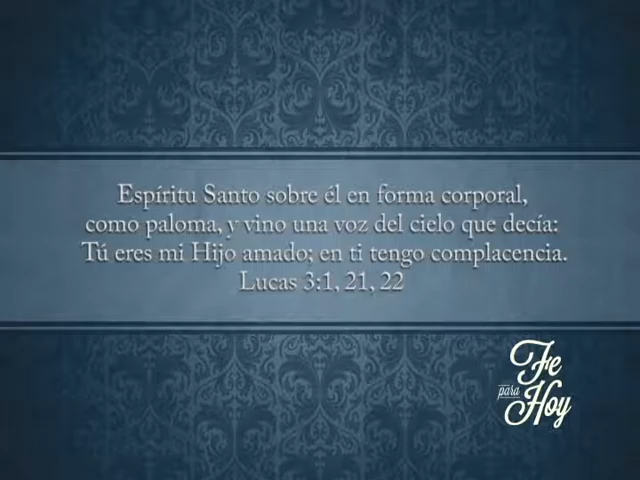 Espíritu Santo sobre él en forma corporal,
como paloma, y vino una voz del cielo que decía:
Tú eres mi Hijo amado; en ti tengo complacencia.
Lucas 3:1, 21, 22
Fe
para
Hoy